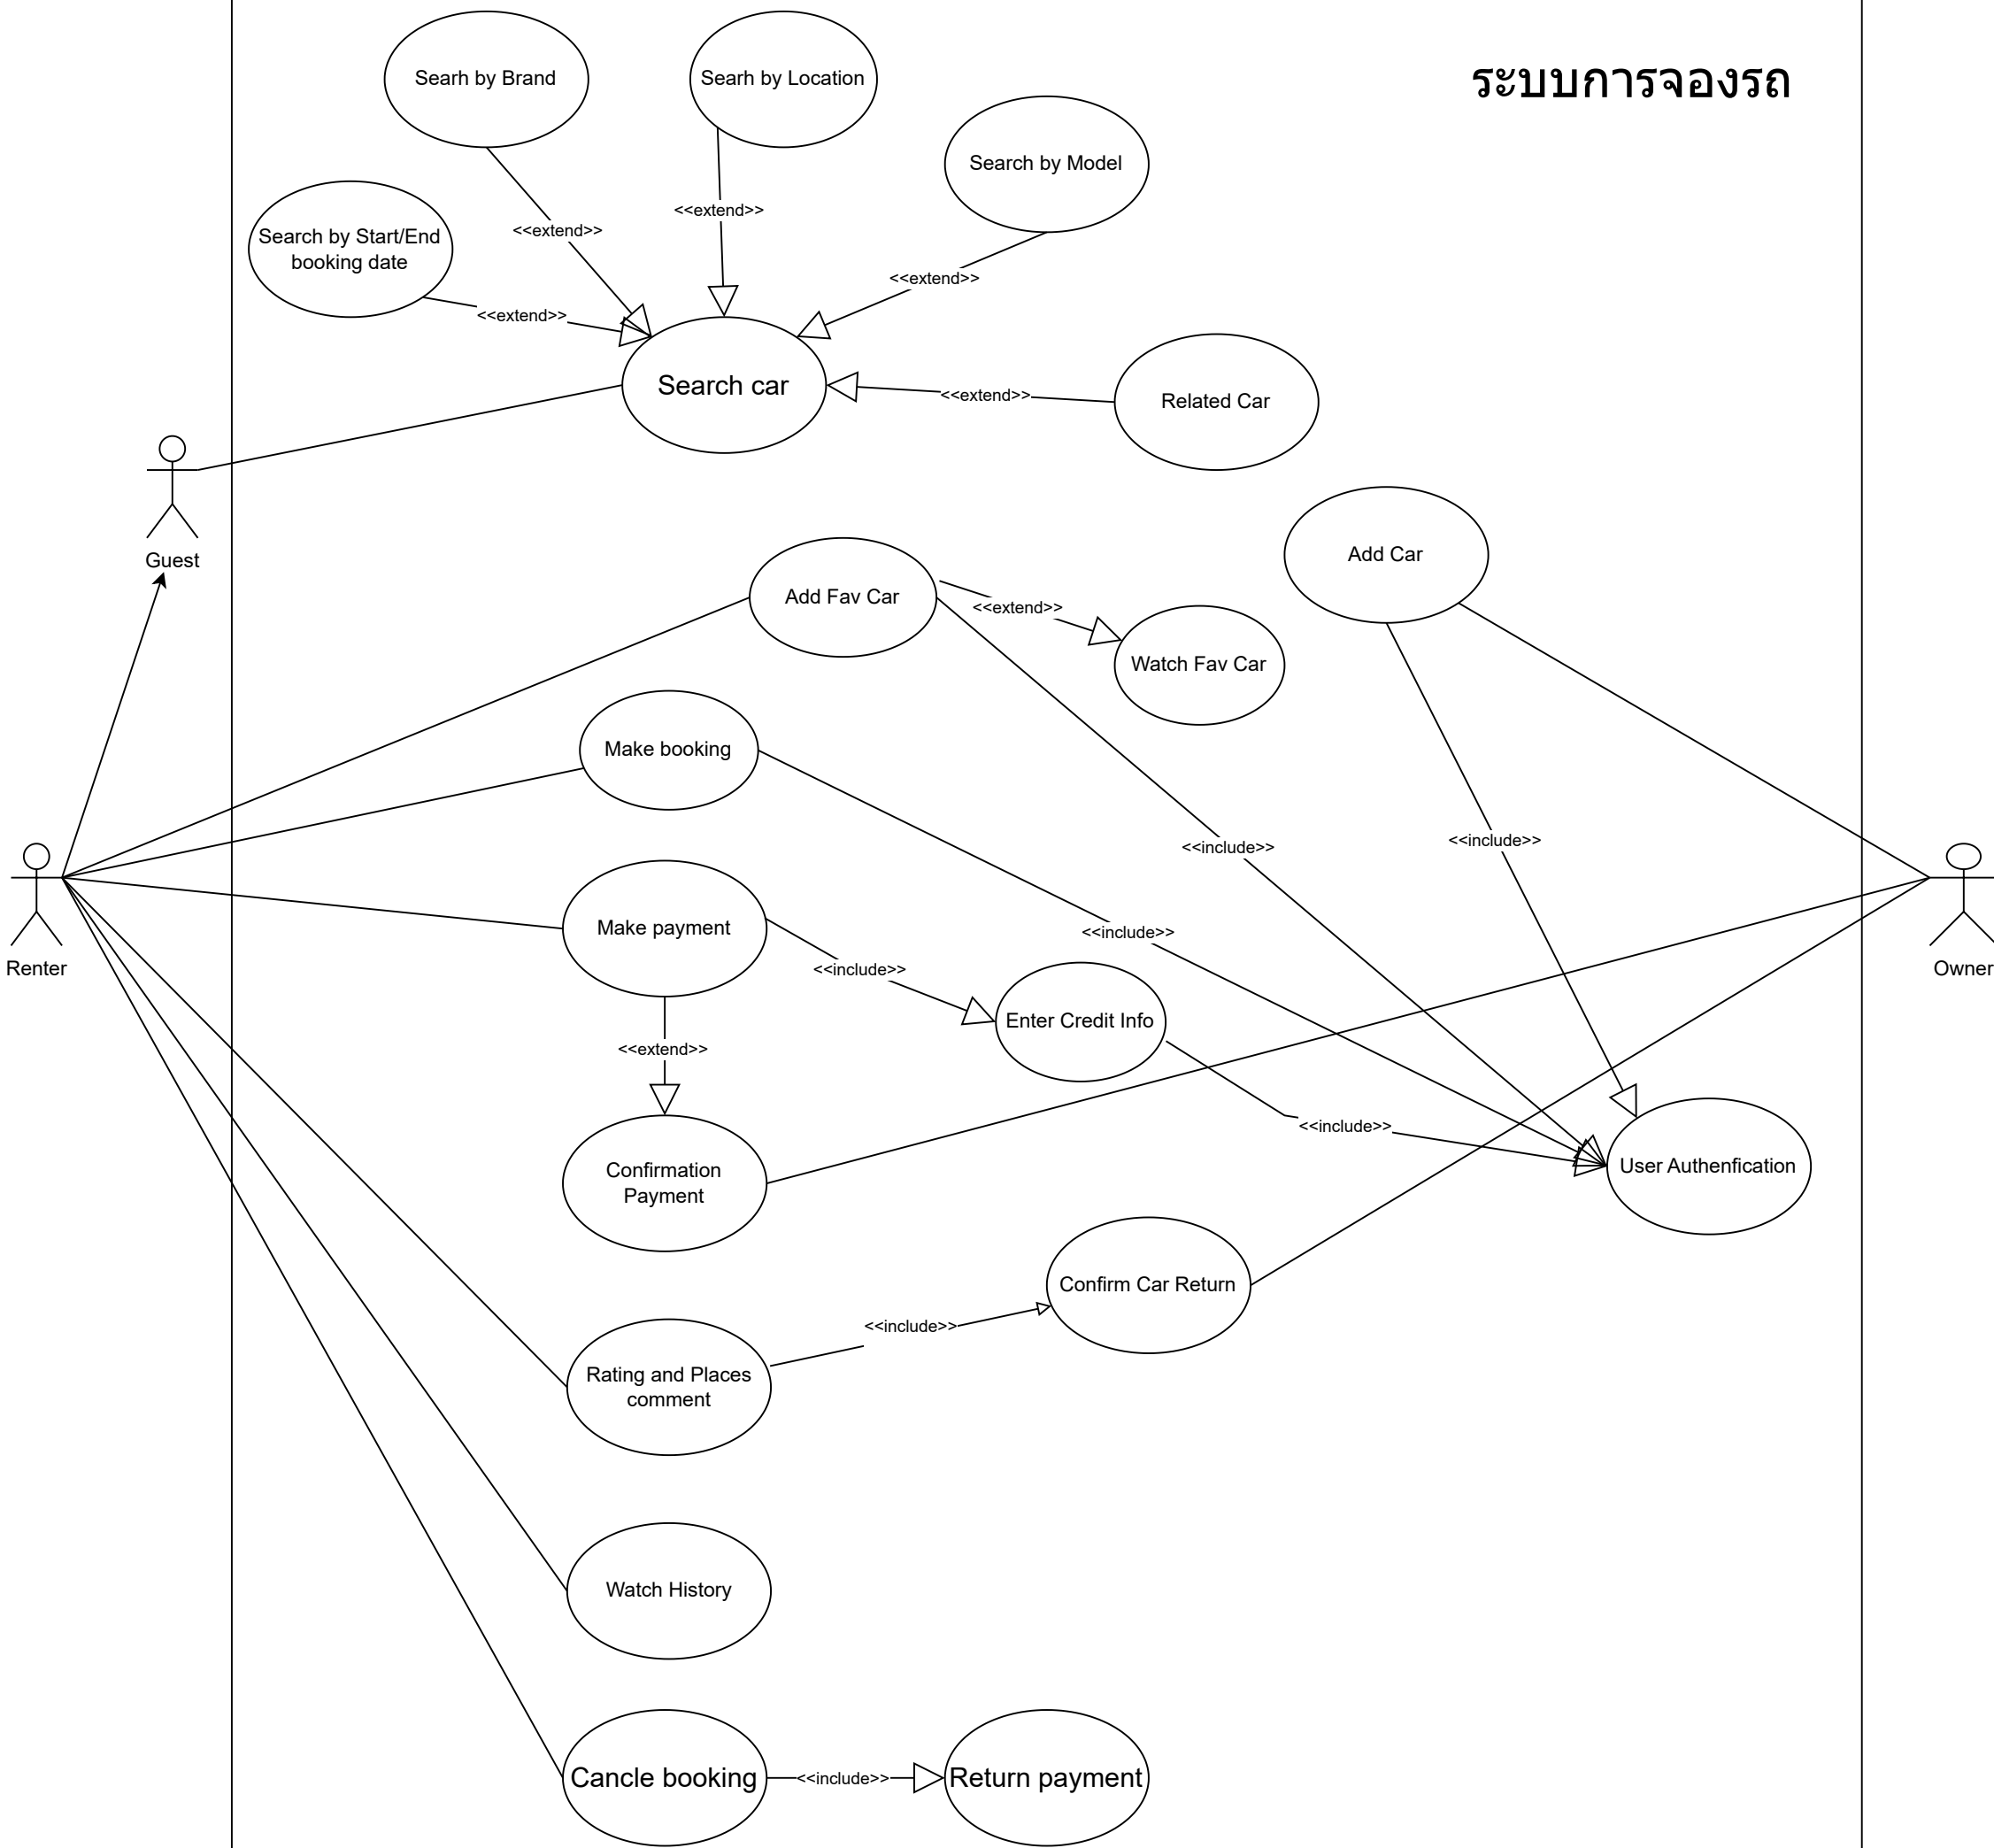 ระบบการจองรถ
Searh by Brand
Searh by Location
Search by Model
Search by Start/End
booking date
<<extend>>
<<extend>>
<<extend>>
<<extend>>
Search car
<<extend>>
Related Car
Guest
Add Car
Add Fav Car
<<extend>>
Watch Fav Car
Make booking
<<include>>
<<include>>
<<include>>
Make payment
<<include>>
Enter Credit Info
Renter
Owner
<<extend>>
<<include>>
User Authenfication
Confirmation
Payment
Confirm Car Return
<<include>>
Rating and Places
comment
Watch History
Cancle booking
<<include>>
Return payment